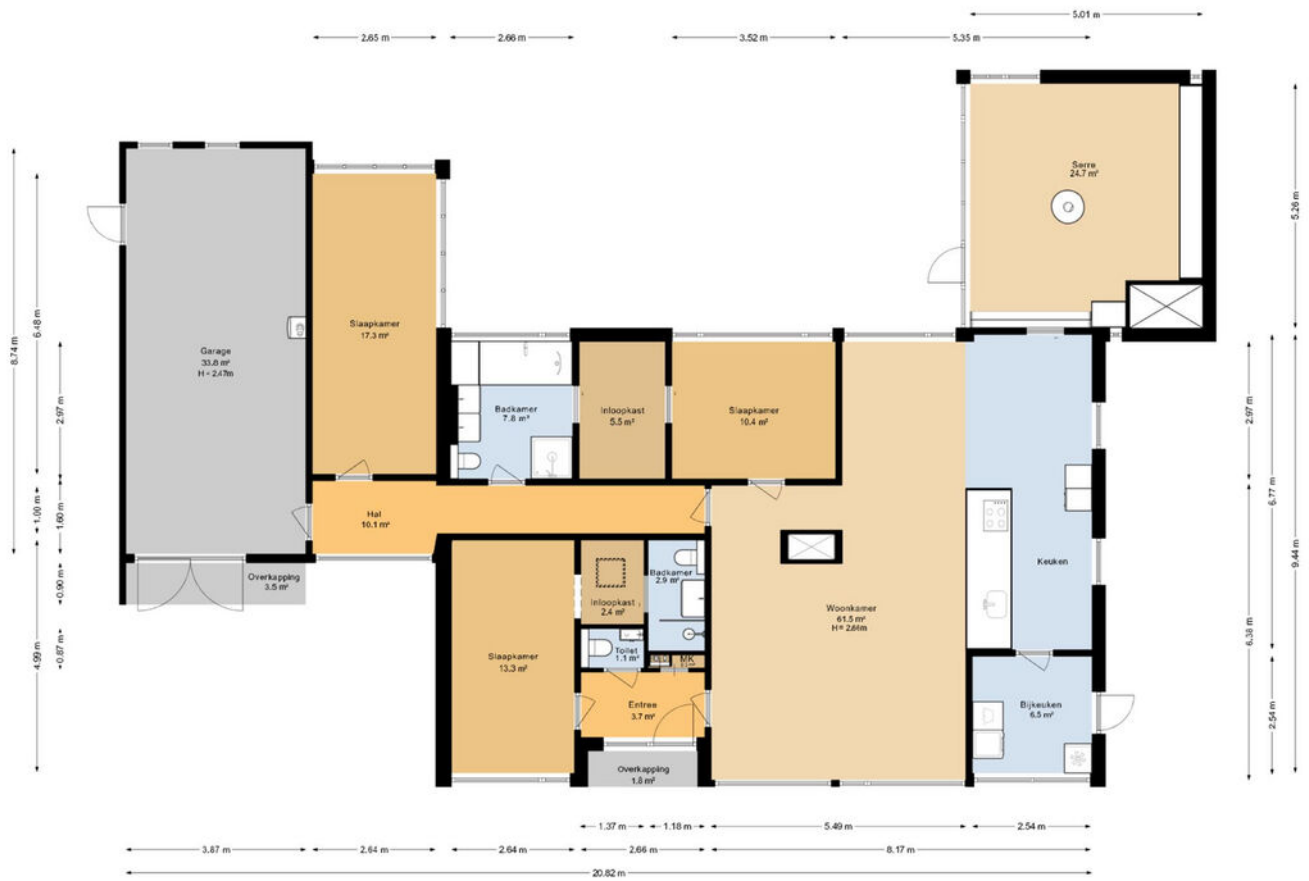 5.01 m
2.65 m
2.66 m
3.52 m
5.35 m
Serre
24.7 m²
5.26 m
8.74 m
6.48 m
Slaapkamer
17.3 m²
Garage
33.8 m²
H = 2.47m
2.97 m
Badkamer
7.8 m²
Inloopkast
5.5 m²
Slaapkamer
10.4 m²
2.97 m
6.77 m
9.44 m
1.00 m
1.60 m
Hal
10.1 m²
Overkapping
3.5 m²
0.90 m
0.87 m
4.99 m
Badkamer
2.9 m²
Inloopkast
2.4 m²
Keuken
Woonkamer
61.5 m²
6.38 m
Slaapkamer
13.3 m²
Toilet
1.1 m²
MK
Entree
3.7 m²
Bijkeuken
6.5 m²
2.54 m
Overkapping
1.8 m²
1.37 m
1.18 m
5.49 m
2.54 m
3.87 m
2.64 m
2.64 m
2.66 m
8.17 m
20.82 m